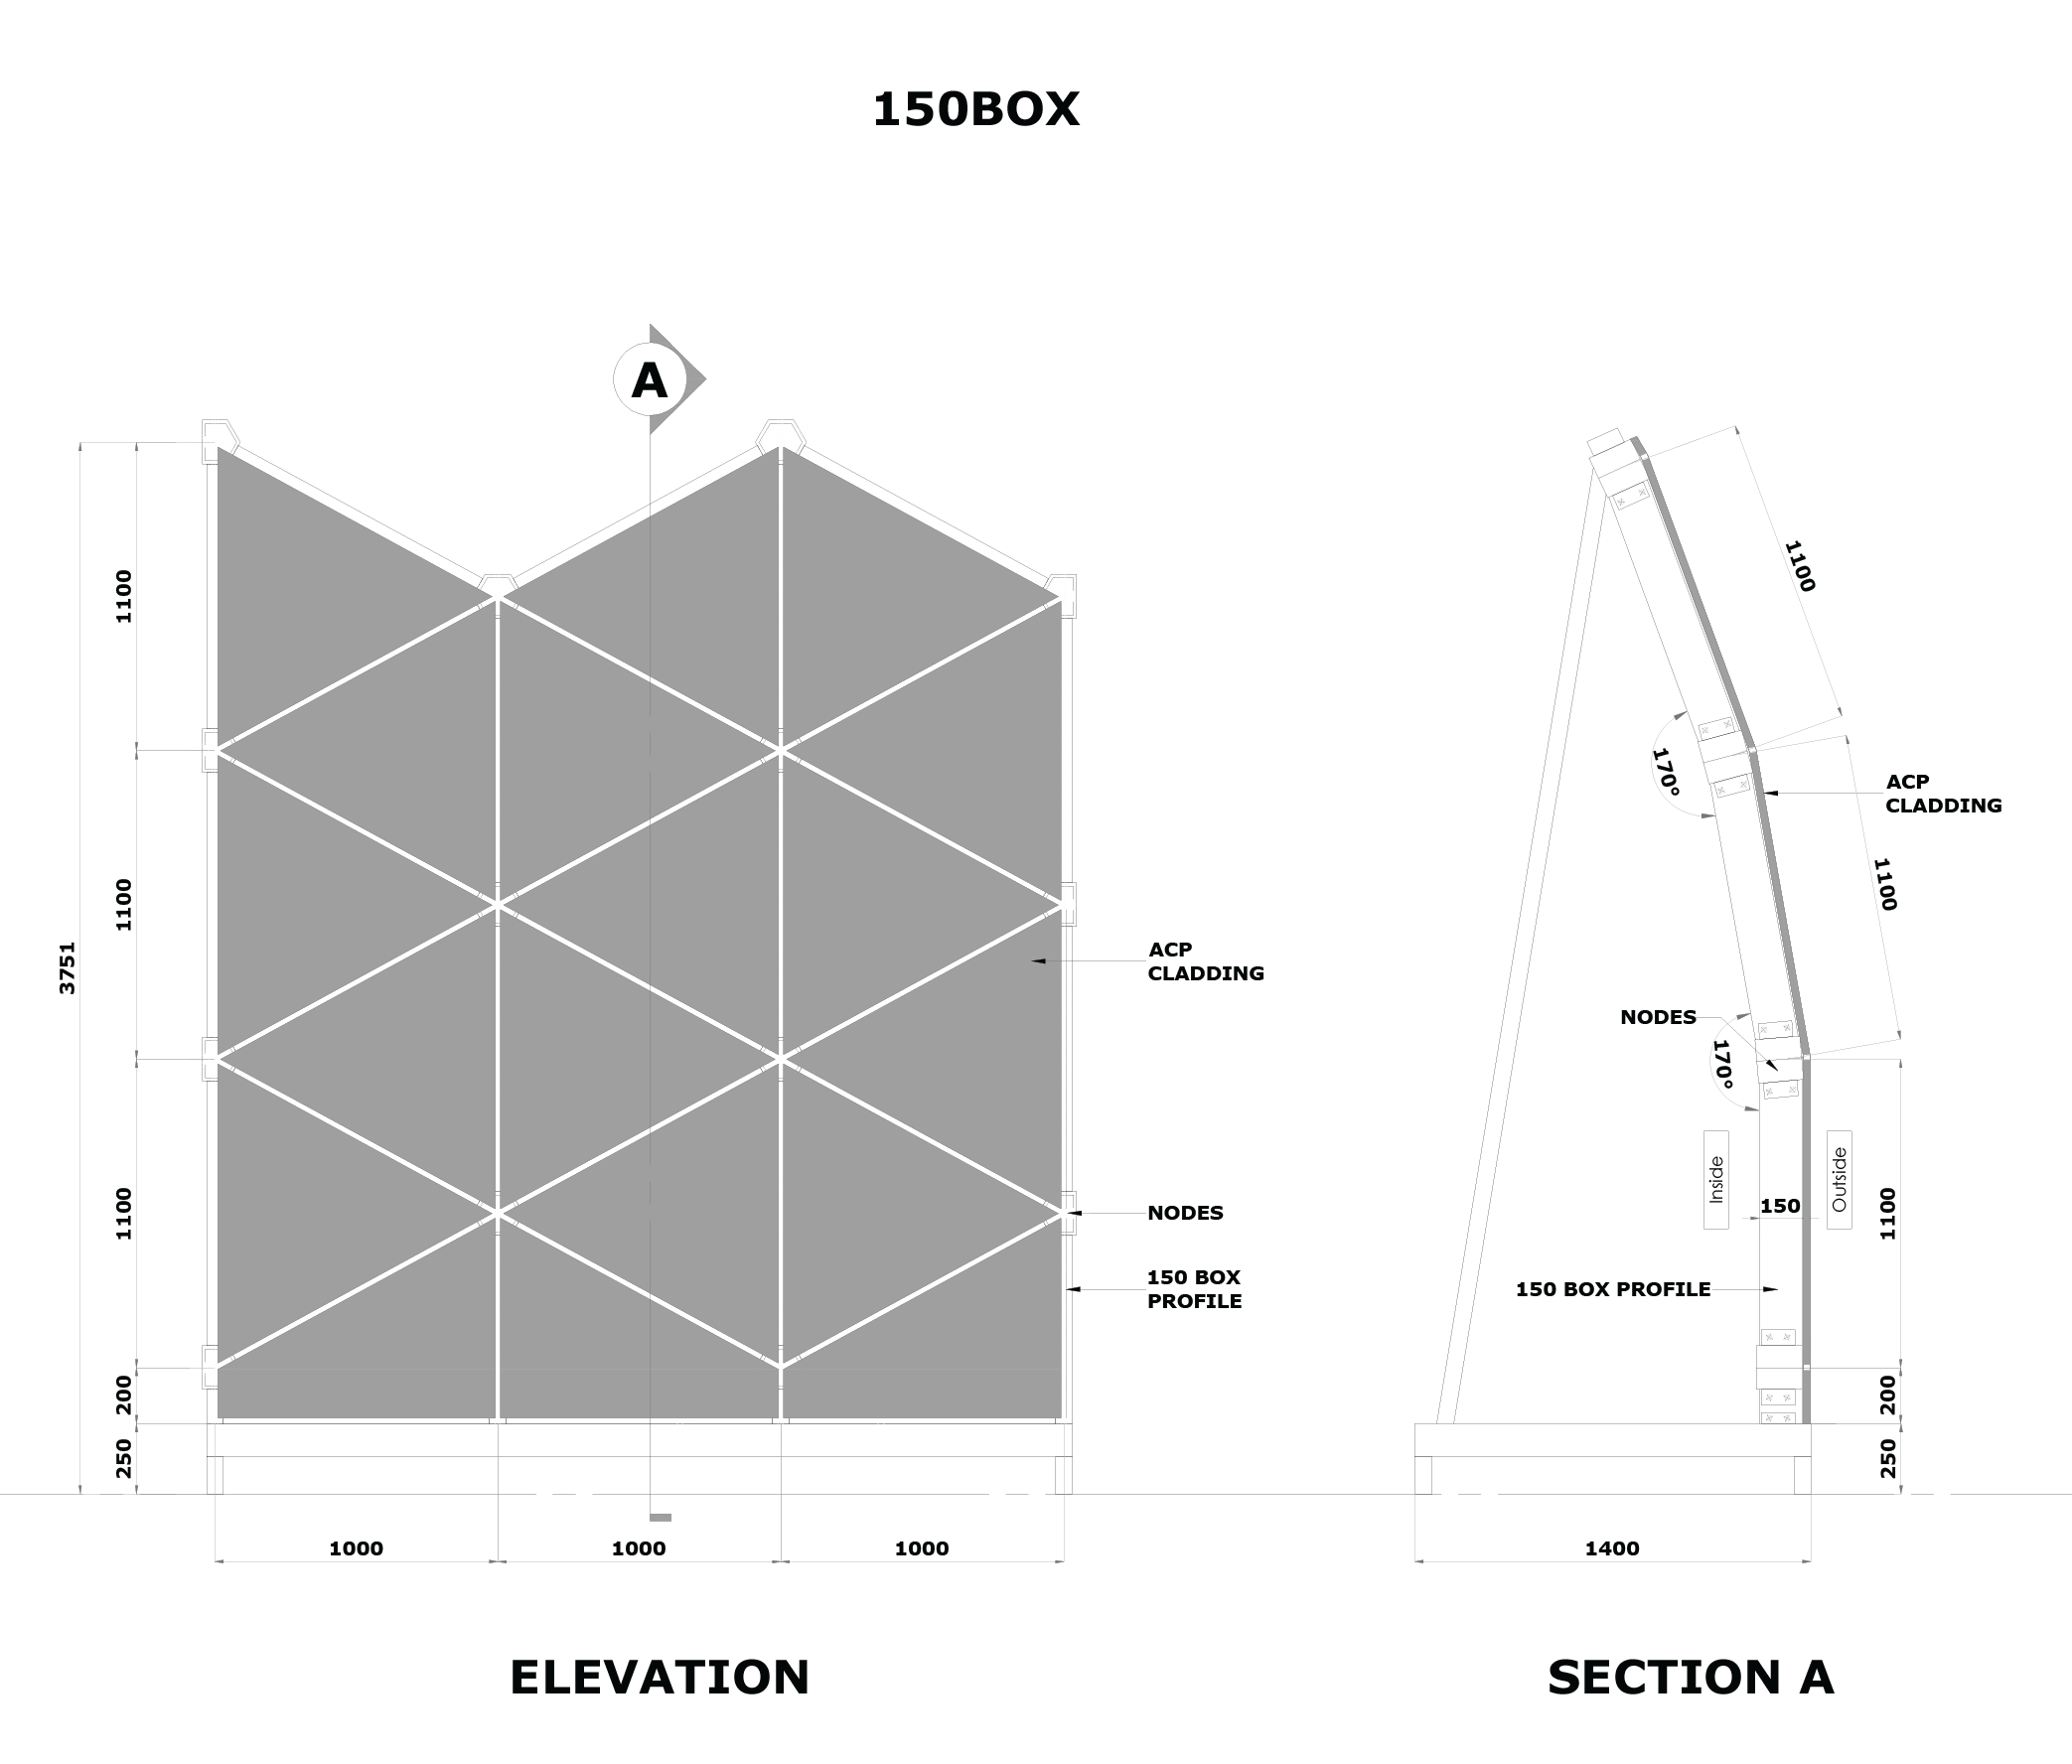 150BOX
A
1100
1100
3751
1100
200
250
1000
1000
1000
ACP
CLADDING
NODES
150 BOX
PROFILE
ELEVATION
1100
170°
ACP
CLADDING
1100
NODES
170°
Inside
Outside
150
1100
150 BOX PROFILE
200
250
1400
SECTION A